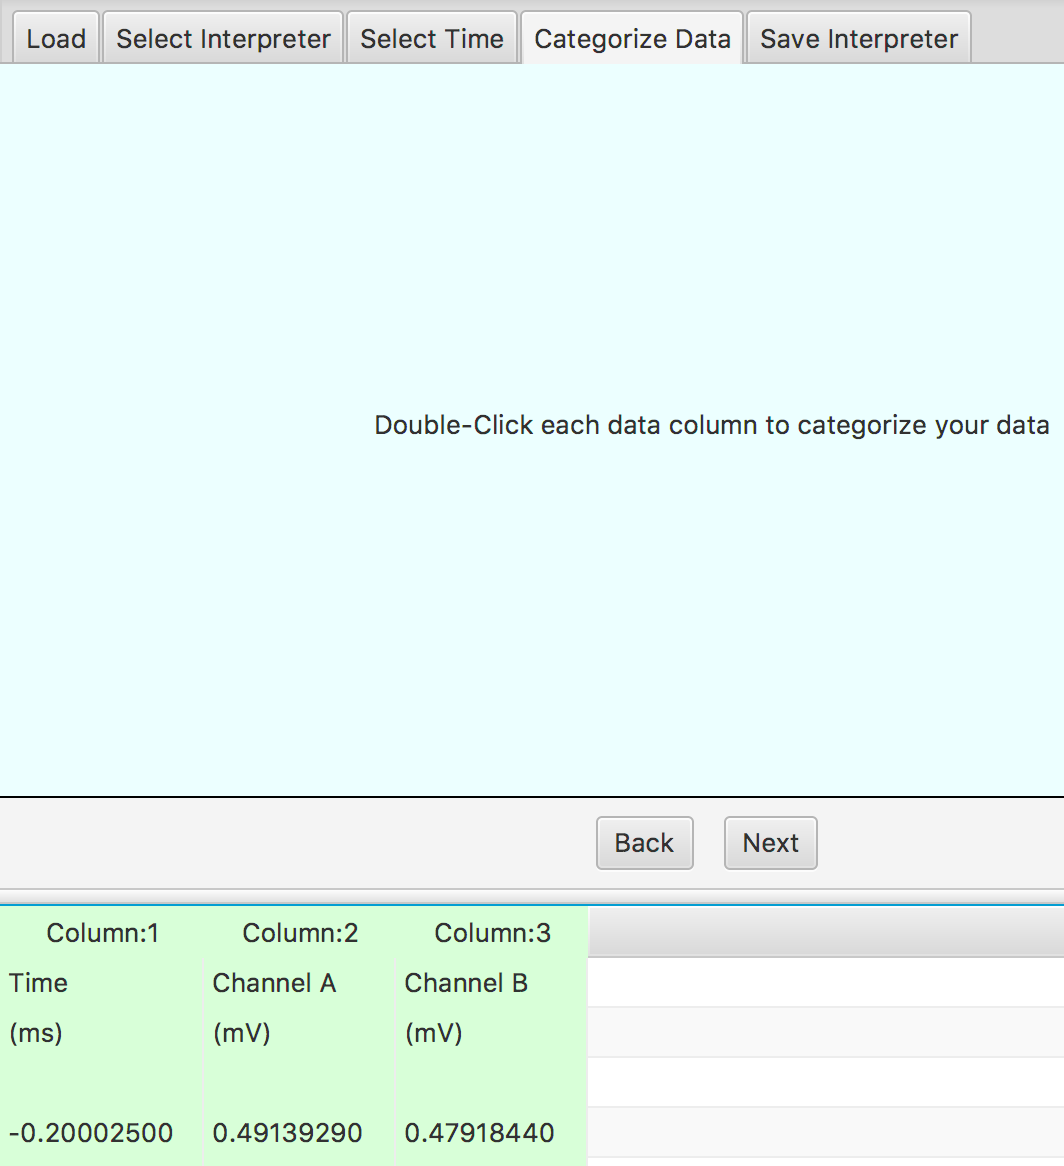 Load Select Interpreter Select Time Categorize Data Save Interpreter
Double-Click each data column to categorize your data
Back Next
Column:1 Column:2 Column:3
Time Channel A Channel B
(ms) (mV) (mV)
-0.20002500 0.49139290 0.47918440